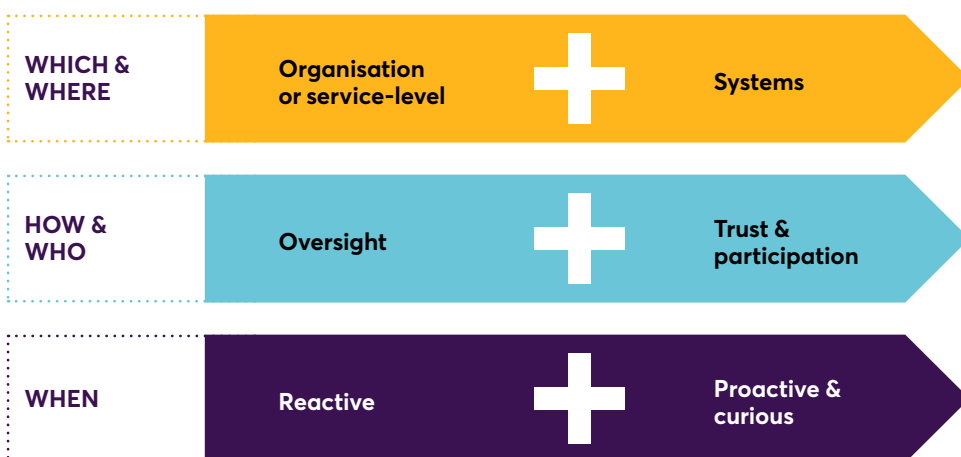 WHICH &
WHERE
Organisation
or service-level
Systems
HOW &
WHO
Oversight
Trust &
participation
WHEN
Reactive
Proactive &
curious